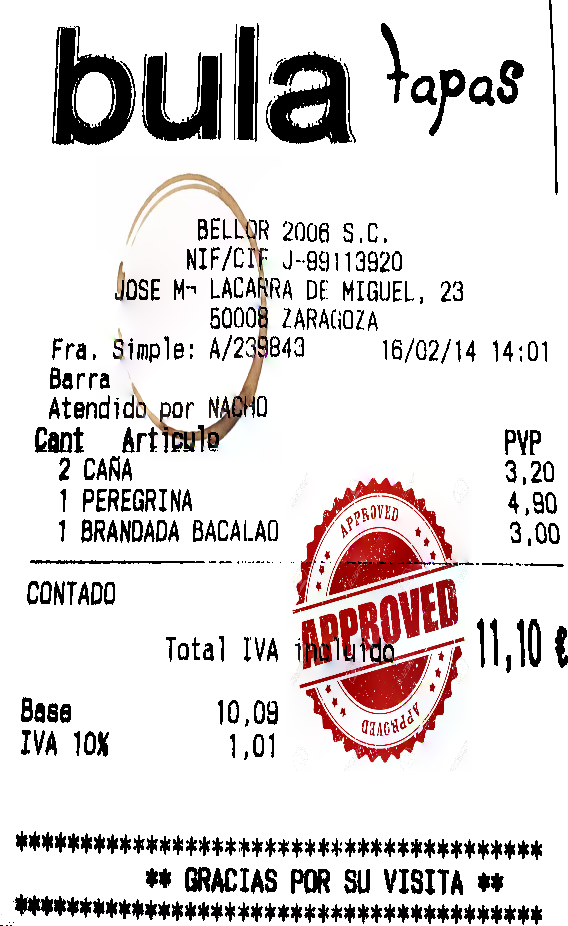 bula tapas
BELLOR 2006 S.C.
NIF/CIF J-99113920
JOSE Mª LACARRA DE MIGUEL, 23
50008 ZARAGOZA
Fra. Simple: A/239843 16/02/14 14:01
Barra
Atendido por NACHO
Cant Articulo PVP
2 CAÑA 3,20
1 PEREGRINA 4,90
1 BRANDADA BACALAO 3,00
APPROVED
CONTADO
APPROVED
Total IVA incluido 11,10 €
Base 10,09
APPROVED
IVA 10% 1,01
****************************************
** GRACIAS POR SU VISITA **
****************************************